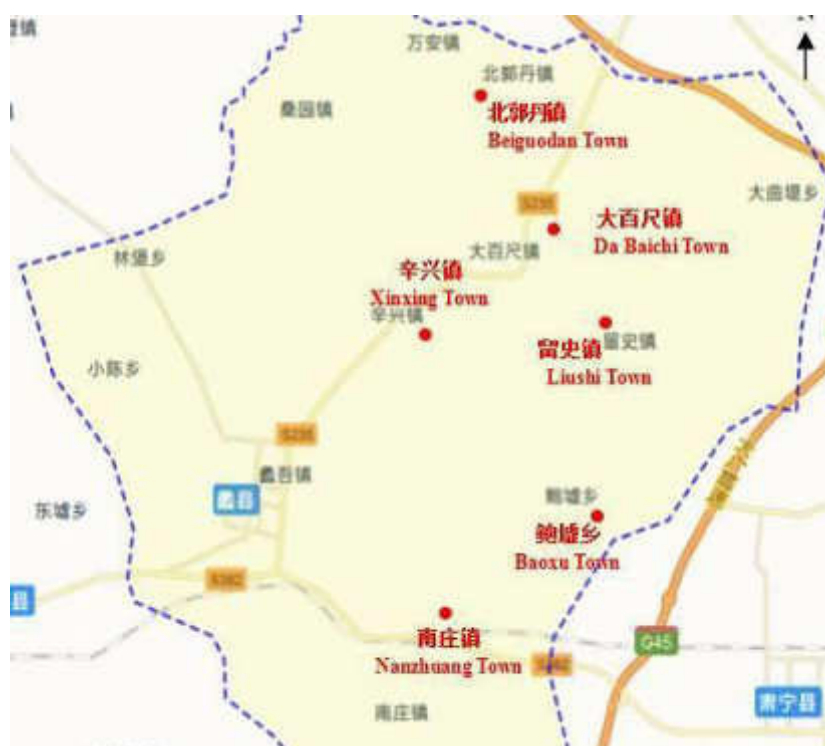 万安镇
N
北郭丹镇
桑园镇
北郭丹镇
Beiguodan Town
大曲堤乡
S235
大百尺镇
Da Baichi Town
大百尺镇
林堡乡
辛兴镇
Xinxing Town
辛兴镇
留史镇
留史镇
Liushi Town
小陈乡
S235
蠡吾镇
蠡县
东墟乡
鲍墟乡
鲍墟乡
Baoxu Town
S382
县
南庄镇
Nanzhuang Town
G45
S382
肃宁县
南庄镇